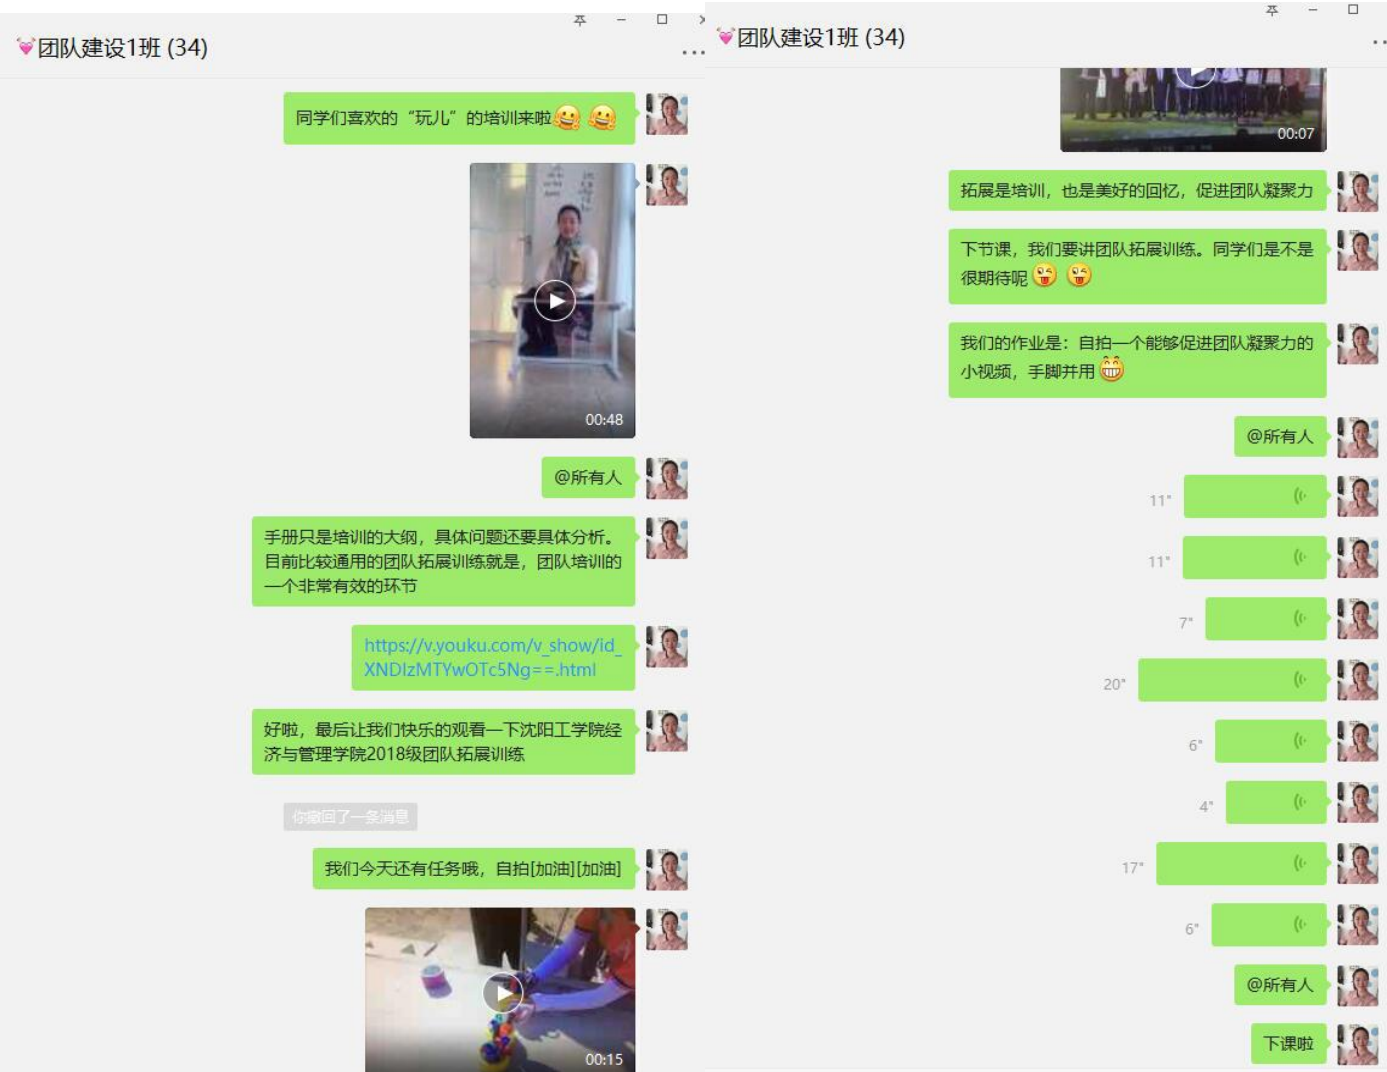 团队建设1班 (34)
同学们喜欢的“玩儿”的培训来啦
00:48
@所有人
手册只是培训的大纲，具体问题还要具体分析。
目前比较通用的团队拓展训练就是，团队培训的
一个非常有效的环节
https://v.youku.com/v_show/id_
XNDIzMTYwOTc5Ng==.html
好啦，最后让我们快乐的观看一下沈阳工学院经
济与管理学院2018级团队拓展训练
你撤回了一条消息
我们今天还有任务哦，自拍[加油][加油]
00:15
团队建设1班 (34)
00:07
拓展是培训，也是美好的回忆，促进团队凝聚力
下节课，我们要讲团队拓展训练。同学们是不是
很期待呢
我们的作业是：自拍一个能够促进团队凝聚力的
小视频，手脚并用
@所有人
11"
11"
7"
20"
6"
4"
17"
6"
@所有人
下课啦